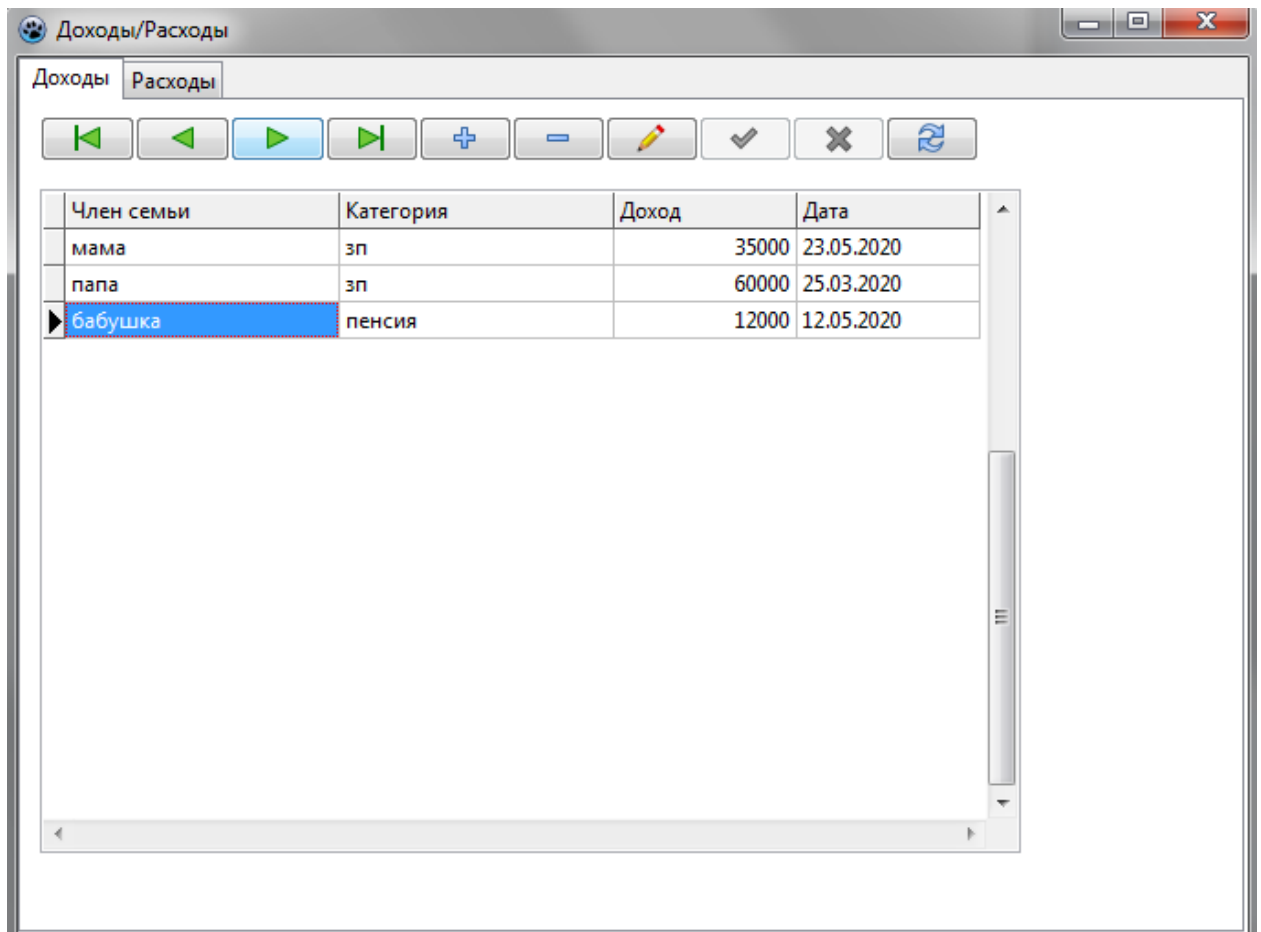 Доходы/Расходы
Доходы Расходы
Член семьи Категория Доход Дата
мама зп 35000 23.05.2020
папа зп 60000 25.03.2020
бабушка пенсия 12000 12.05.2020